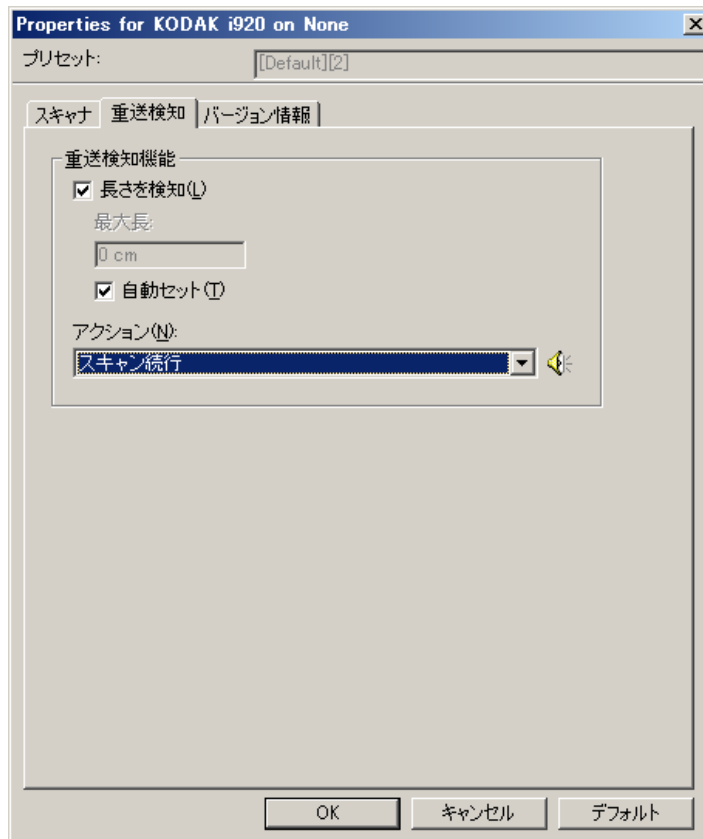 Properties for KODAK i920 on None
プリセット: [Default][2]
スキャナ 重送検知 バージョン情報
重送検知機能
長さを検知(L)
最大長:
0 cm
自動セット(T)
アクション(N):
スキャン続行
OK キャンセル デフォルト